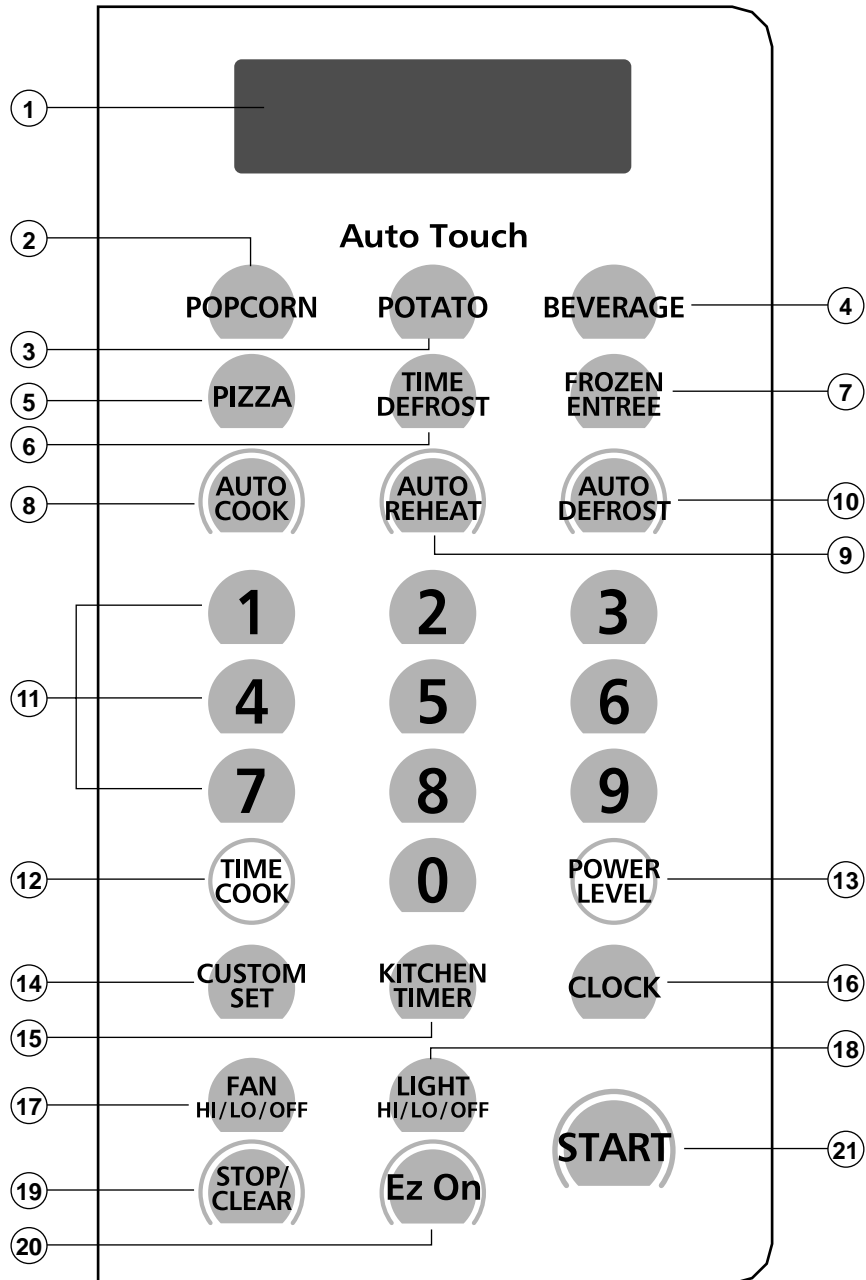 1
2
Auto Touch
POPCORN
POTATO
BEVERAGE
4
3
5
PIZZA
TIME
DEFROST
FROZEN
ENTREE
7
6
8
AUTO
COOK
AUTO
REHEAT
AUTO
DEFROST
10
9
1
2
3
11
4
5
6
7
8
9
12
TIME
COOK
0
POWER
LEVEL
13
14
CUSTOM
SET
KITCHEN
TIMER
CLOCK
16
15
18
17
FAN
HI/LO/OFF
LIGHT
HI/LO/OFF
START
21
19
STOP/
CLEAR
Ez On
20